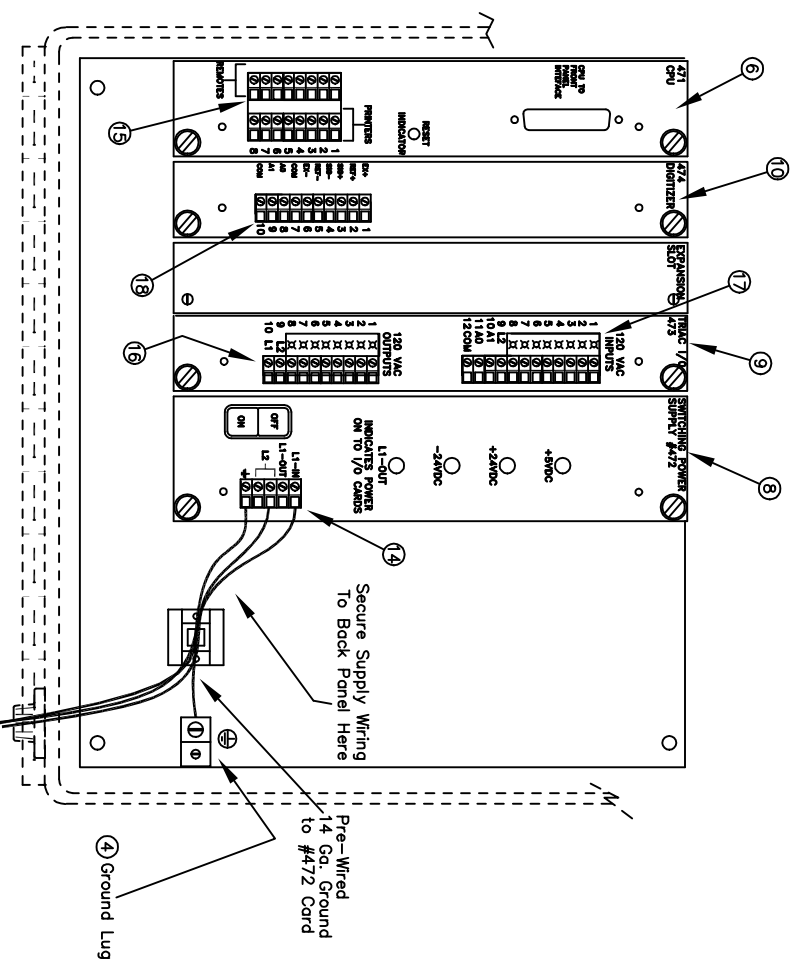 6
471
CPU
CPU TO
FRONT
PANEL
INTERFACE
RESET
INDICATOR
PRINTERS
REMOTES
1
2
3
4
5
6
7
8
15
10
474
DIGITIZER
EX+ 1
REF+ 2
SIG+ 3
SIG- 4
REF- 5
EX- 6
COM 7
A0 8
A1 9
COM 10
18
EXPANSION
SLOT
9
TRIAC I/O
473
17
120 VAC
INPUTS
1
2
3
4
5
6
7
8
9 L2
10 A1
11 A0
12 COM
120 VAC
OUTPUTS
1
2
3
4
5
6
7
8
9 L2
10 L1
16
8
SWITCHING POWER
SUPPLY #472
+5VDC
+24VDC
-24VDC
L1-OUT
INDICATES POWER
ON TO I/O CARDS
L1-IN
L1-OUT
L2
OFF
ON
14
Secure Supply Wiring
To Back Panel Here
Pre-Wired
14 Ga. Ground
to #472 Card
4 Ground Lug